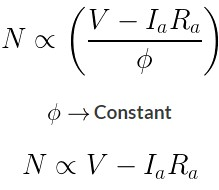 N ∝ ( (V − IₐRₐ) / ϕ )
ϕ → Constant
N ∝ V − IₐRₐ